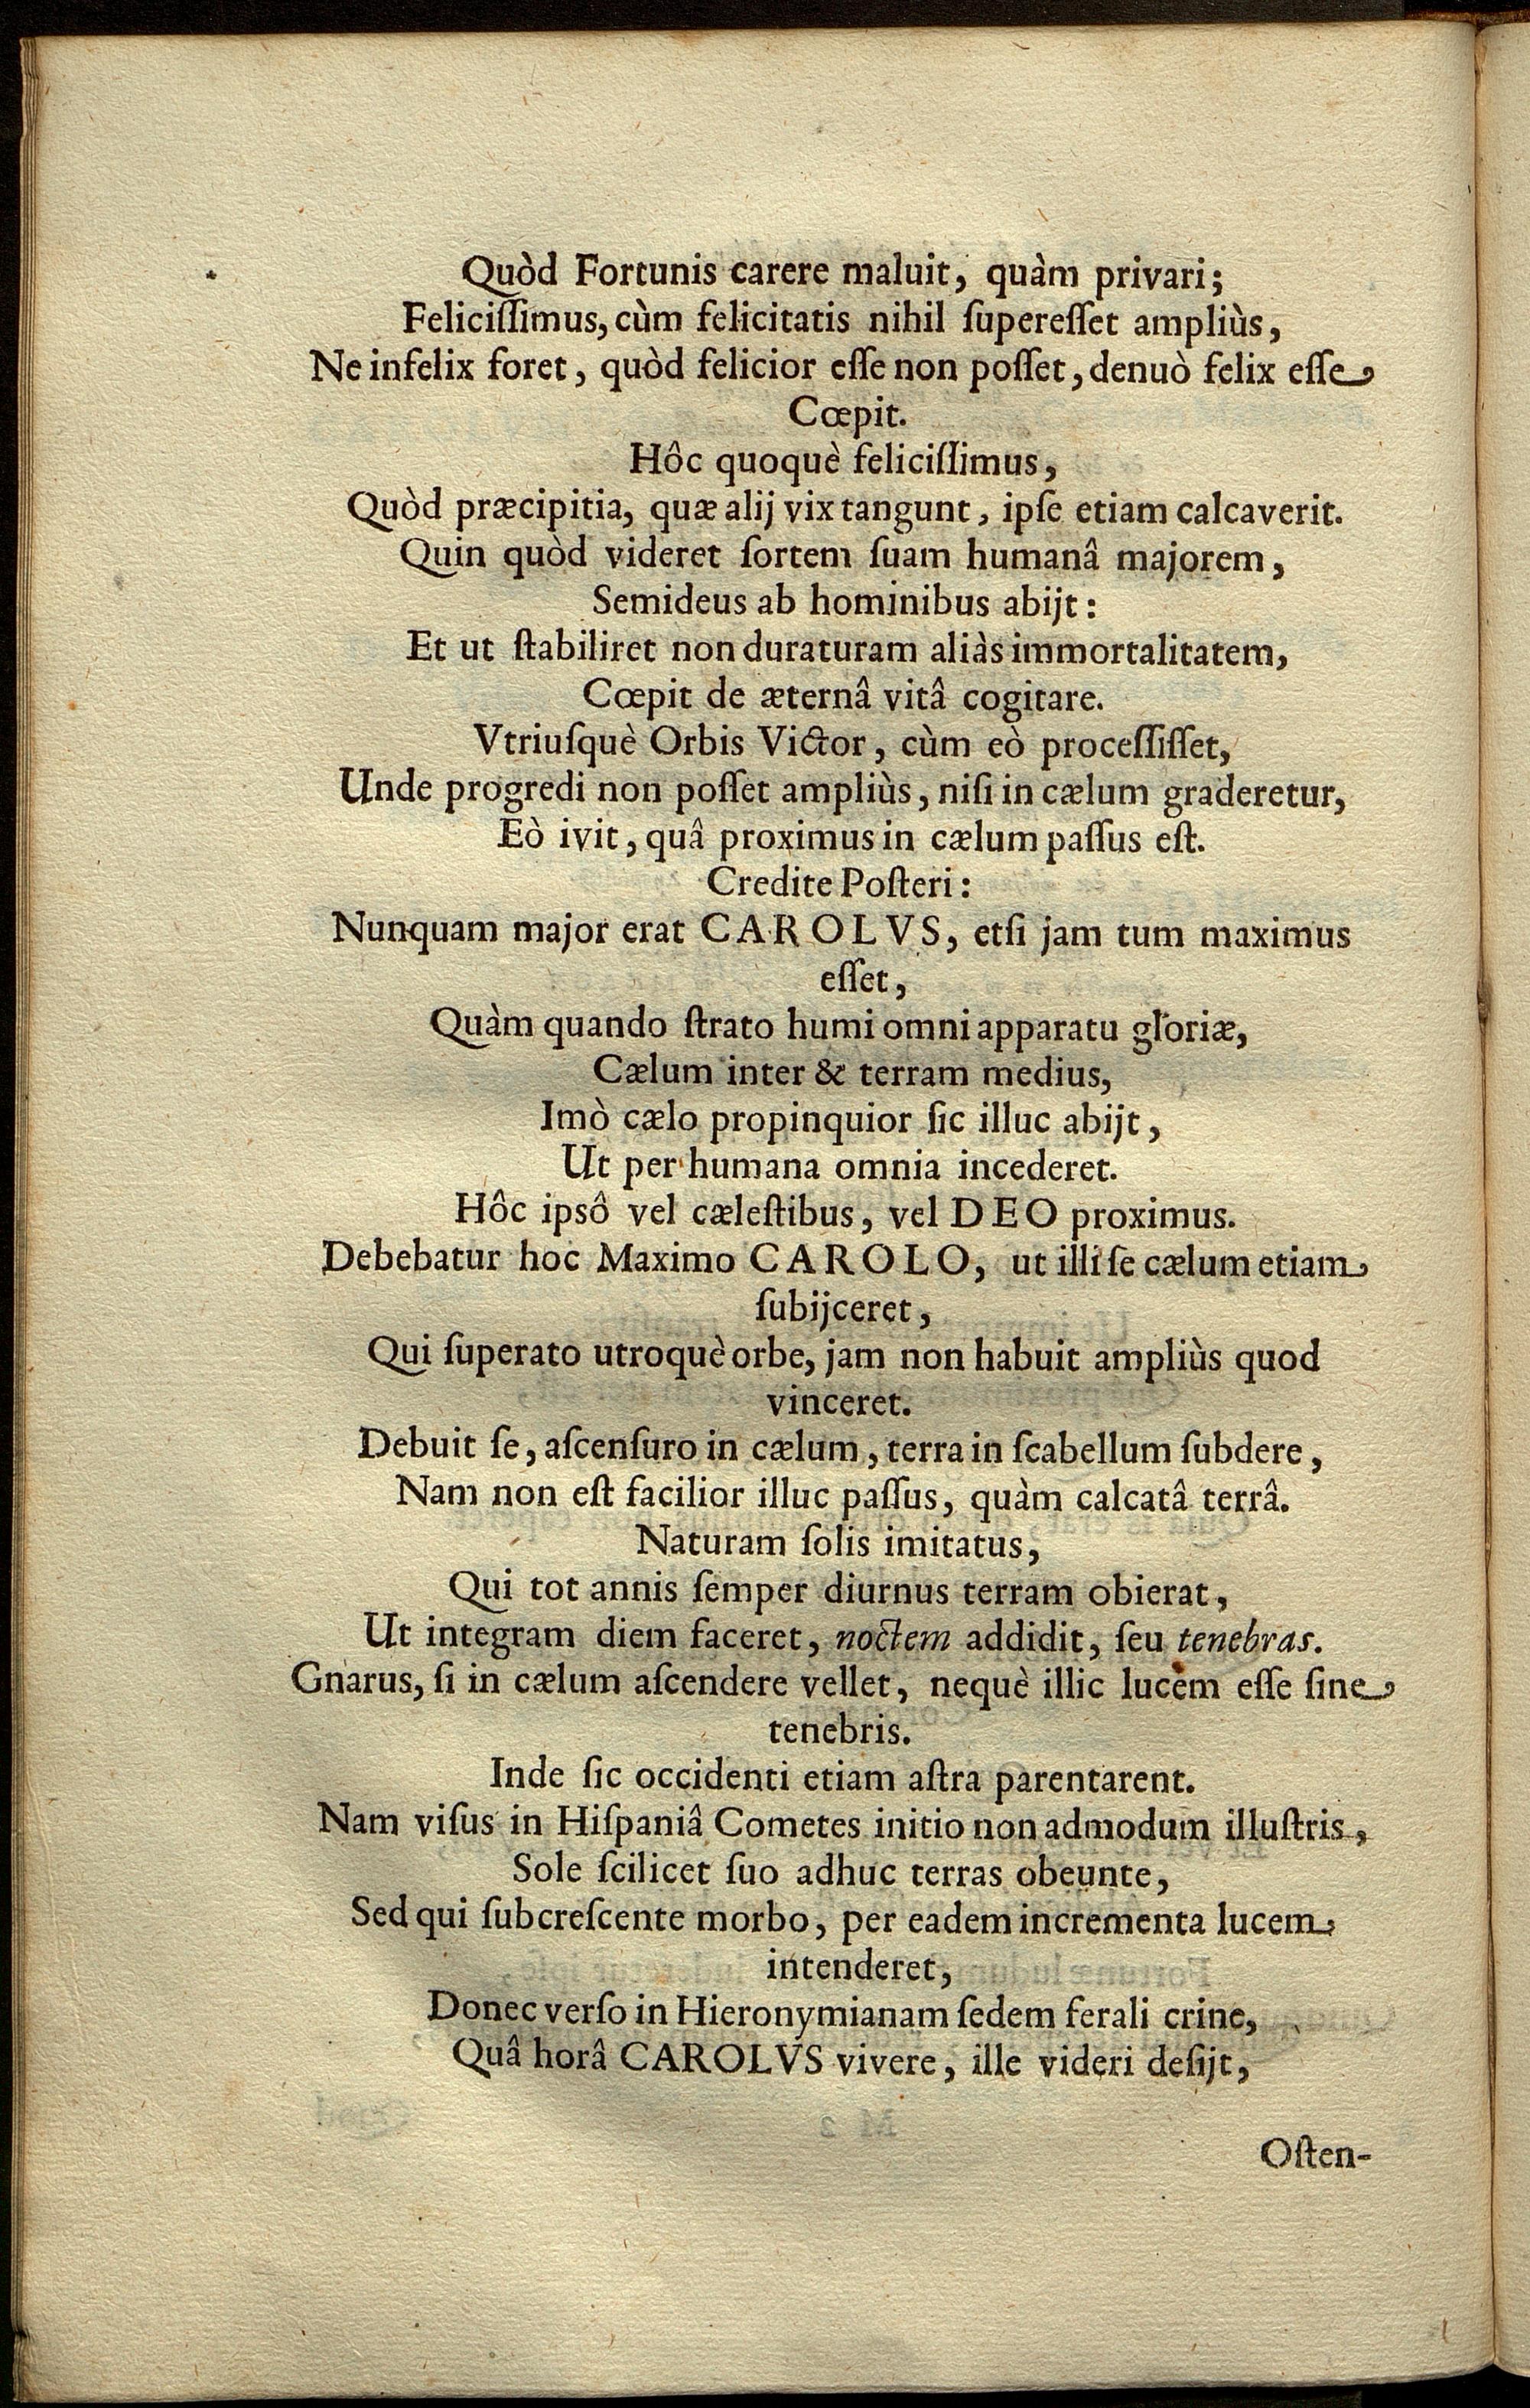 Quòd Fortunis carere maluit, quàm privari;
Feliciſſimus, cùm felicitatis nihil ſupereſſet ampliùs,
Ne infelix foret, quòd felicior eſſe non poſſet, denuò felix eſſe
Cœpit.
Hôc quoquè feliciſſimus,
Quòd præcipitia, quæ alij vix tangunt, ipſe etiam calcaverit.
Quin quòd videret ſortem ſuam humanâ majorem,
Semideus ab hominibus abijt:
Et ut ſtabiliret non duraturam aliàs immortalitatem,
Cœpit de æternâ vitâ cogitare.
Vtriuſquè Orbis Victor, cùm eò proceſſiſſet,
Unde progredi non poſſet ampliùs, niſi in cælum graderetur,
Eò ivit, quâ proximus in cælum paſſus eſt.
Credite Poſteri:
Nunquam major erat CAROLVS, etſi jam tum maximus
eſſet,
Quàm quando ſtrato humi omni apparatu gloriæ,
Cælum inter & terram medius,
Imò cælo propinquior ſic illuc abijt,
Ut per humana omnia incederet.
Hôc ipsô vel cæleſtibus, vel DEO proximus.
Debebatur hoc Maximo CAROLO, ut illi ſe cælum etiam
ſubijceret,
Qui ſuperato utroquè orbe, jam non habuit ampliùs quod
vinceret.
Debuit ſe, aſcenſuro in cælum, terra in ſcabellum ſubdere,
Nam non eſt facilior illuc paſſus, quàm calcatâ terrâ.
Naturam ſolis imitatus,
Qui tot annis ſemper diurnus terram obierat,
Ut integram diem faceret, noctem addidit, ſeu tenebras.
Gnarus, ſi in cælum aſcendere vellet, nequè illic lucem eſſe ſine
tenebris.
Inde ſic occidenti etiam aſtra parentarent.
Nam viſus in Hiſpaniâ Cometes initio non admodum illuſtris,
Sole ſcilicet ſuo adhuc terras obeunte,
Sed qui ſubcreſcente morbo, per eadem incrementa lucem
intenderet,
Donec verſo in Hieronymianam ſedem ferali crine,
Quâ horâ CAROLVS vivere, ille videri deſijt,
Oſten-